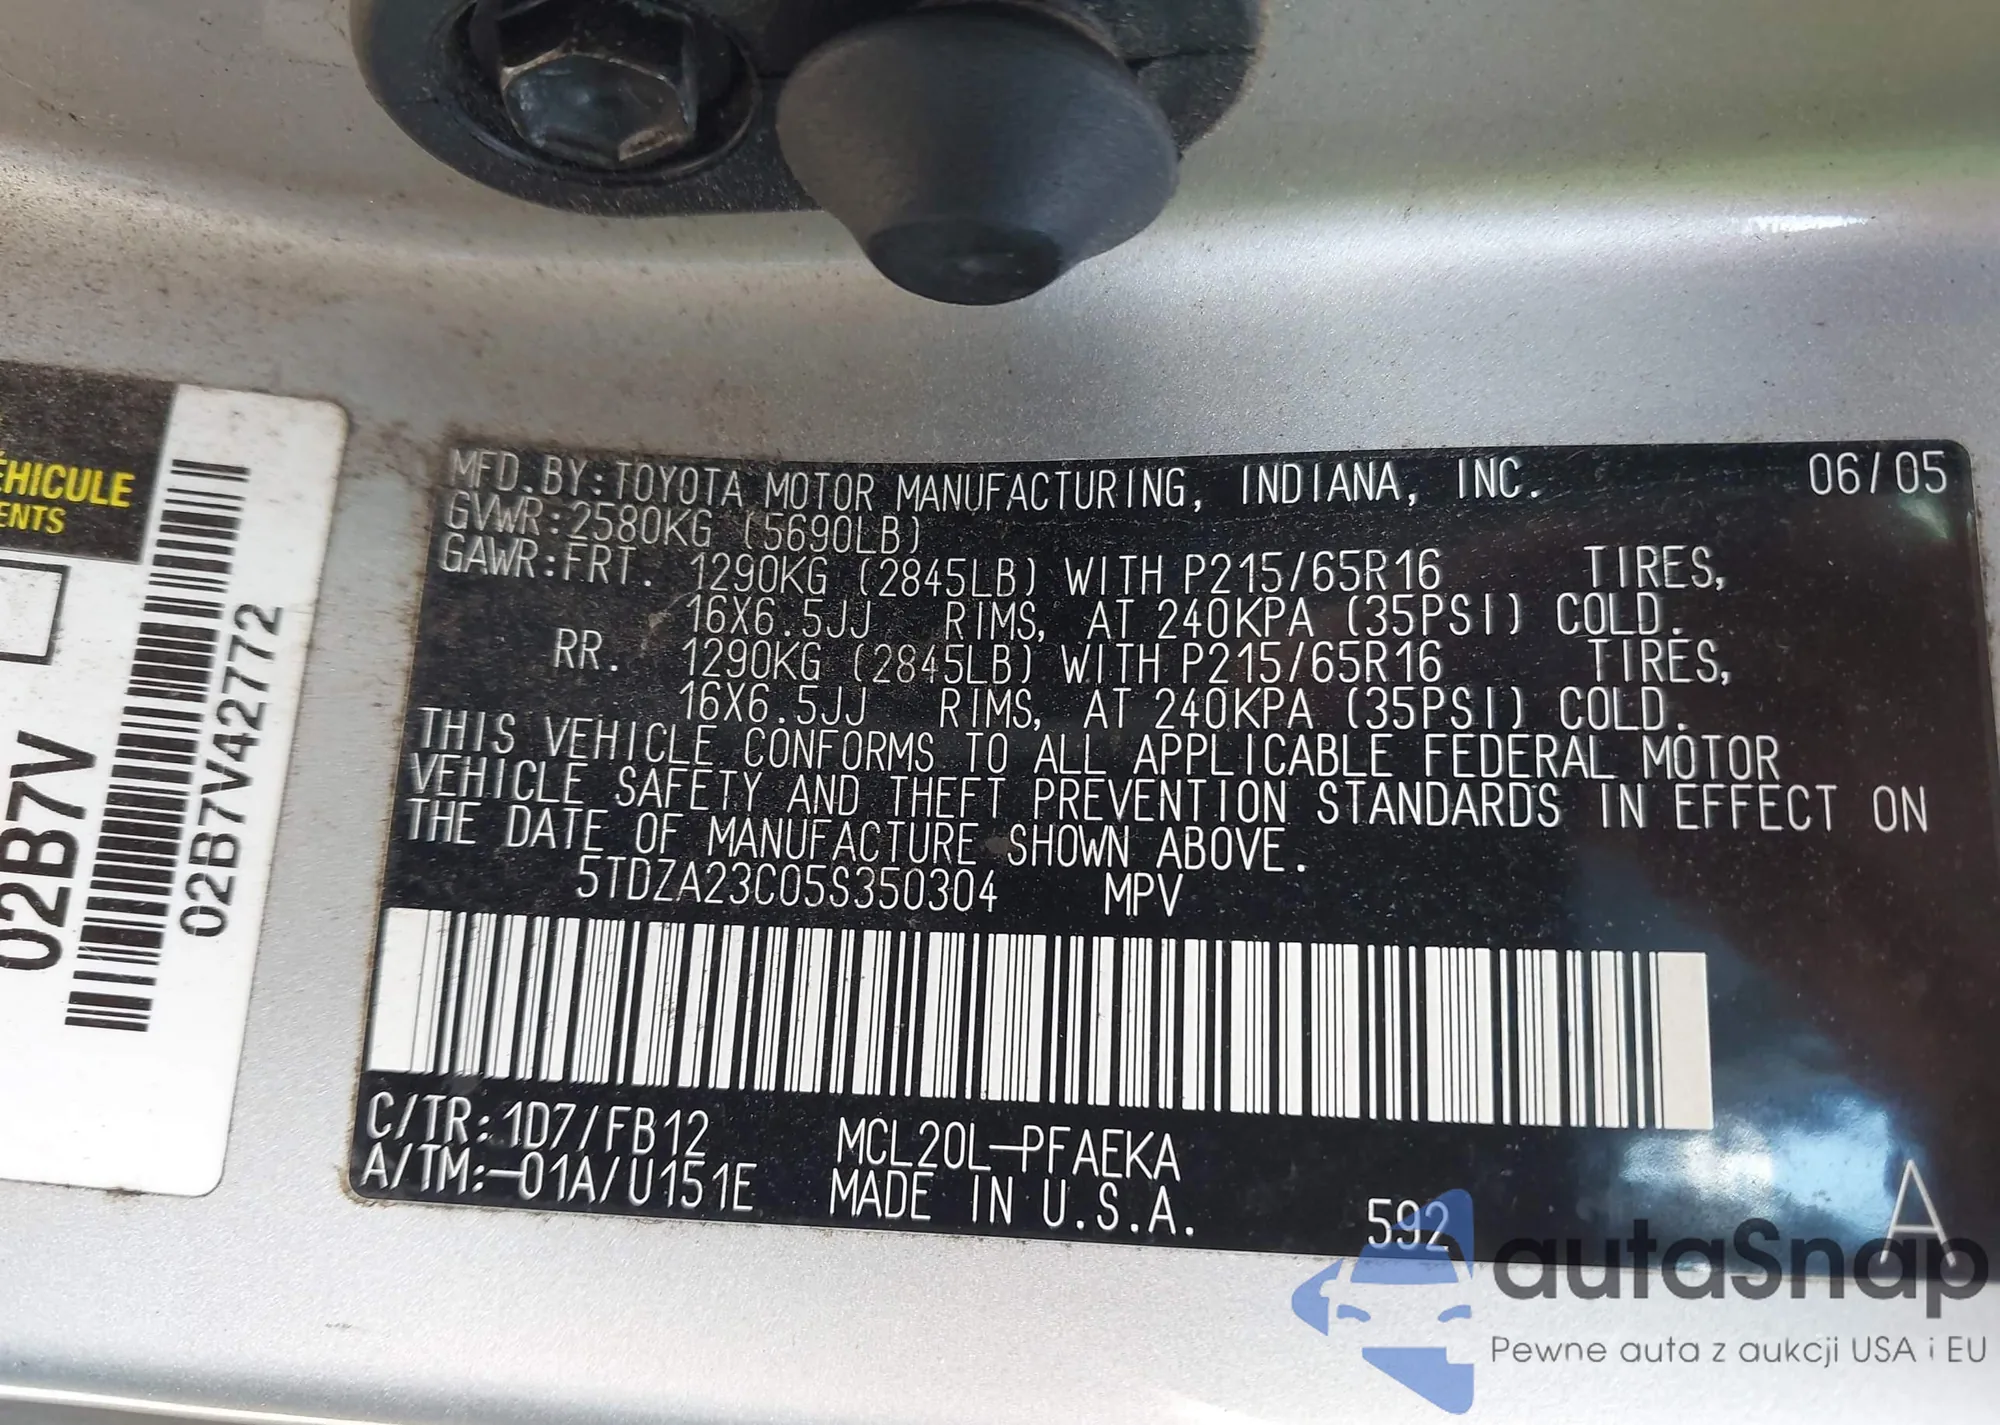 ÉHICULE
ENTS
02B7V
02B7V42772
MFD.BY:TOYOTA MOTOR MANUFACTURING, INDIANA, INC. 06/05
GVWR:2580KG (5690LB)
GAWR:FRT. 1290KG (2845LB) WITH P215/65R16 TIRES,
16X6.5JJ RIMS, AT 240KPA (35PSI) COLD.
RR. 1290KG (2845LB) WITH P215/65R16 TIRES,
16X6.5JJ RIMS, AT 240KPA (35PSI) COLD.
THIS VEHICLE CONFORMS TO ALL APPLICABLE FEDERAL MOTOR
VEHICLE SAFETY AND THEFT PREVENTION STANDARDS IN EFFECT ON
THE DATE OF MANUFACTURE SHOWN ABOVE.
5TDZA23C05S350304 MPV
C/TR:1D7/FB12 MCL20L-PFAEKA
A/TM:-01A/U151E MADE IN U.S.A. 592 A
autaSnap
Pewne auta z aukcji USA i EU